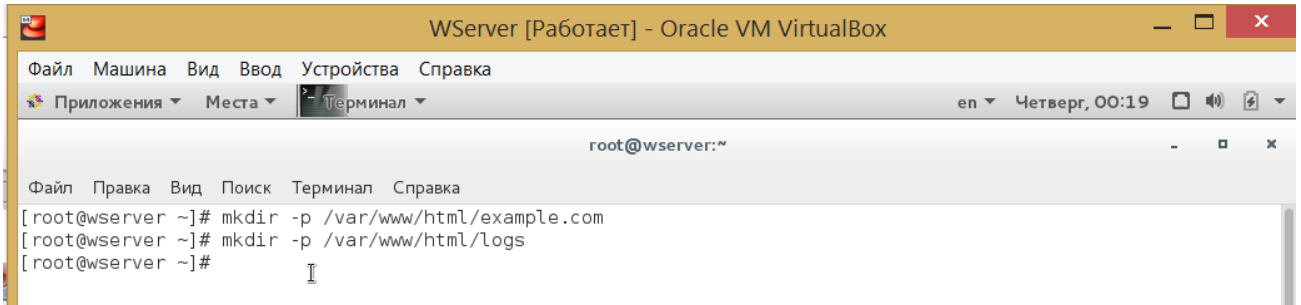 WServer [Работает] - Oracle VM VirtualBox
Файл Машина Вид Ввод Устройства Справка
Приложения Места Терминал en Четверг, 00:19
root@wserver:~
Файл Правка Вид Поиск Терминал Справка
[root@wserver ~]# mkdir -p /var/www/html/example.com
[root@wserver ~]# mkdir -p /var/www/html/logs
[root@wserver ~]#